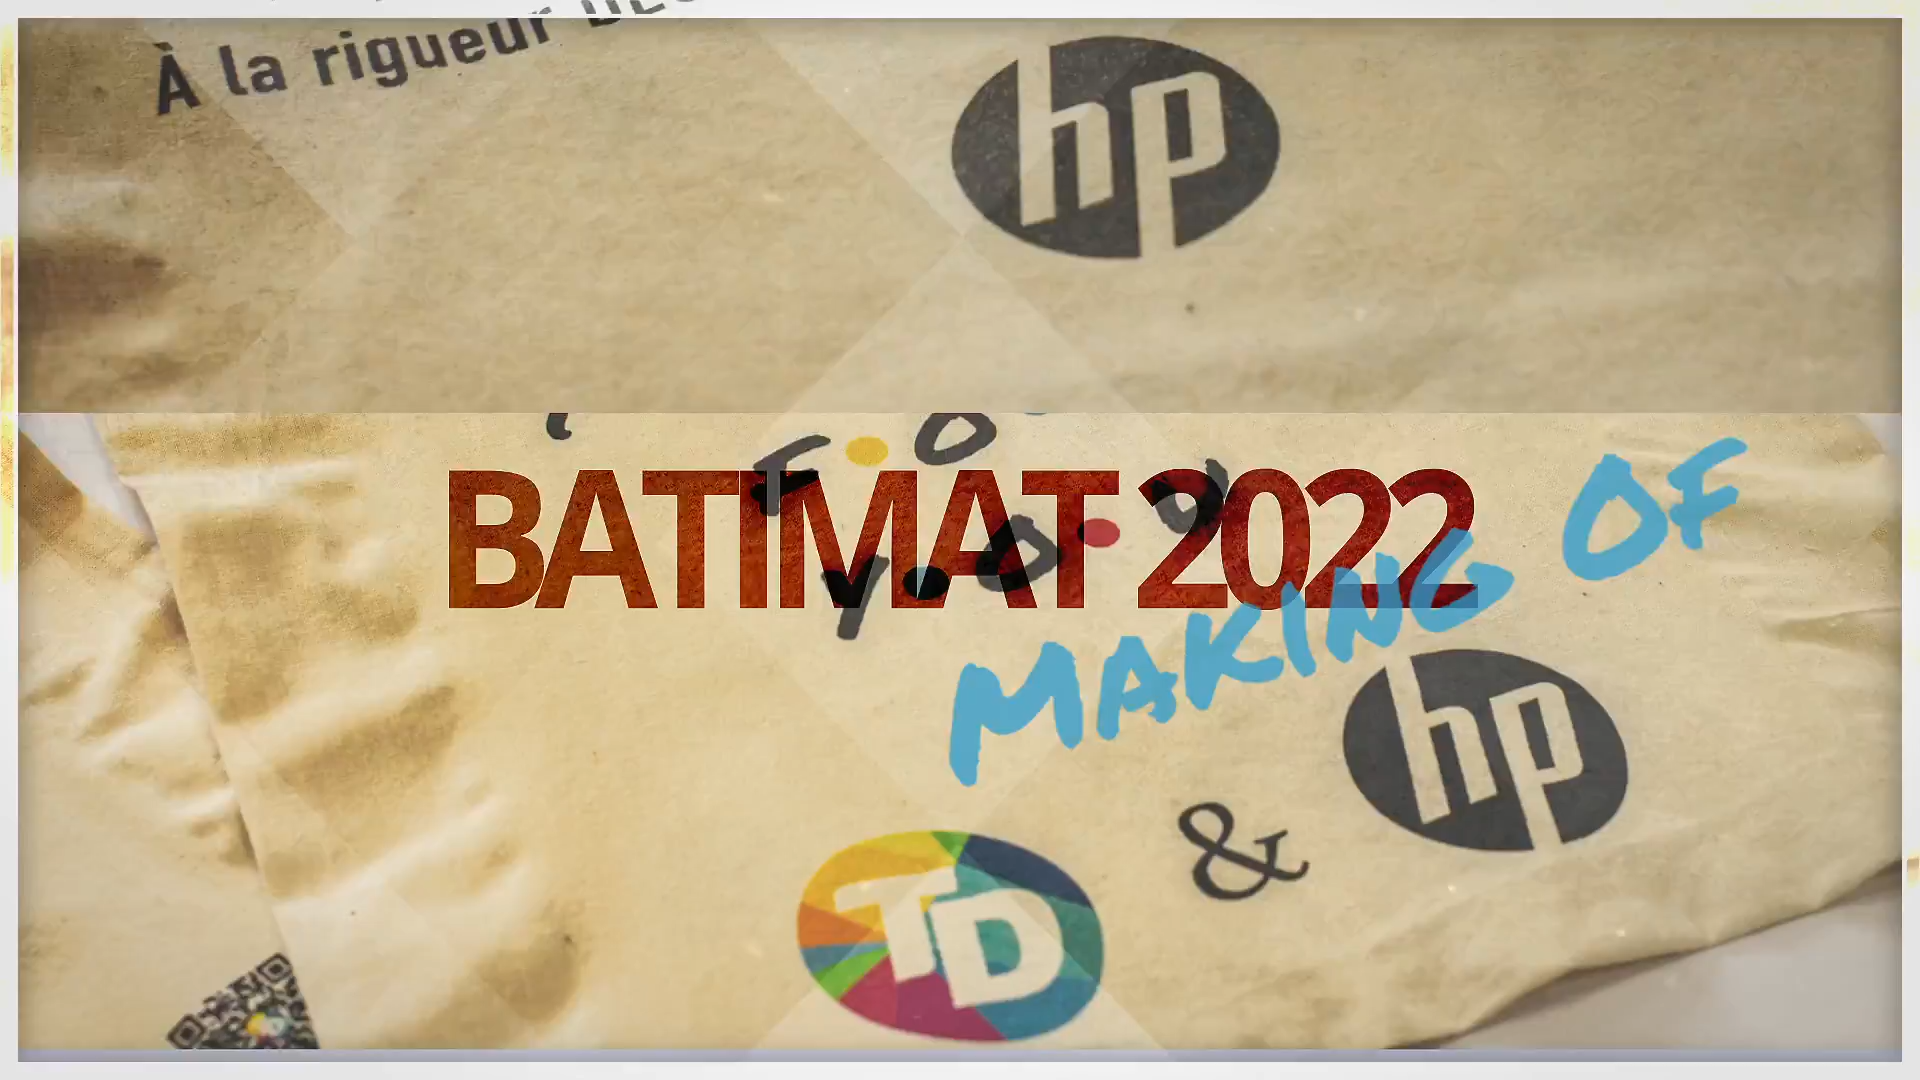 À la rigueur
hp
F•O
BATIMAT 2022
Y•O•U
MAKING OF
hp
&
TD